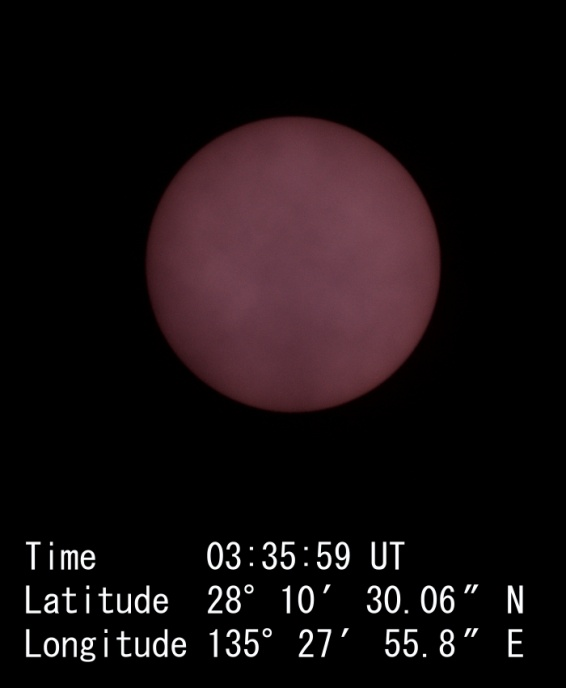 Time 03:35:59 UT
Latitude 28° 10′ 30.06″ N
Longitude 135° 27′ 55.8″ E